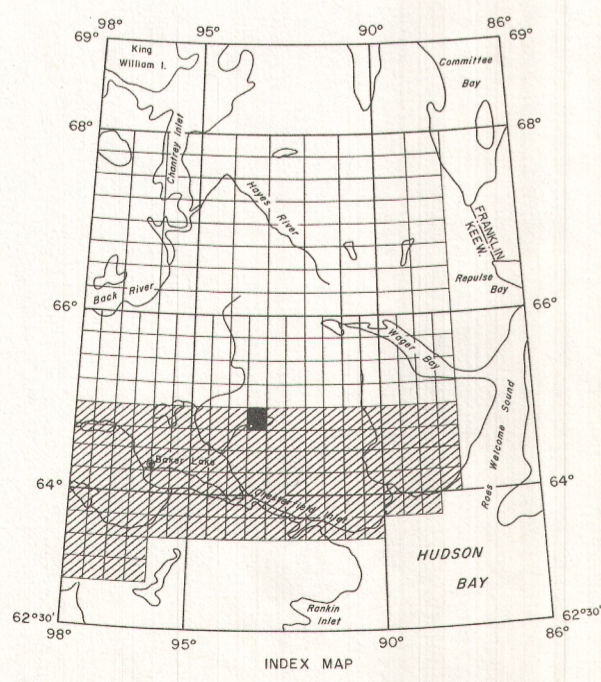 98°
95°
90°
86°
69°
69°
King
William I.
Committee
Bay
68°
68°
Chantrey Inlet
Hayes
River
FRANKLIN
KEEW.
Back River
Repulse
Bay
66°
66°
Wager Bay
Roes Welcome Sound
Baker Lake
64°
64°
Chesterfield Inlet
HUDSON
BAY
Rankin
Inlet
62°30'
62°30'
98°
95°
90°
86°
INDEX MAP